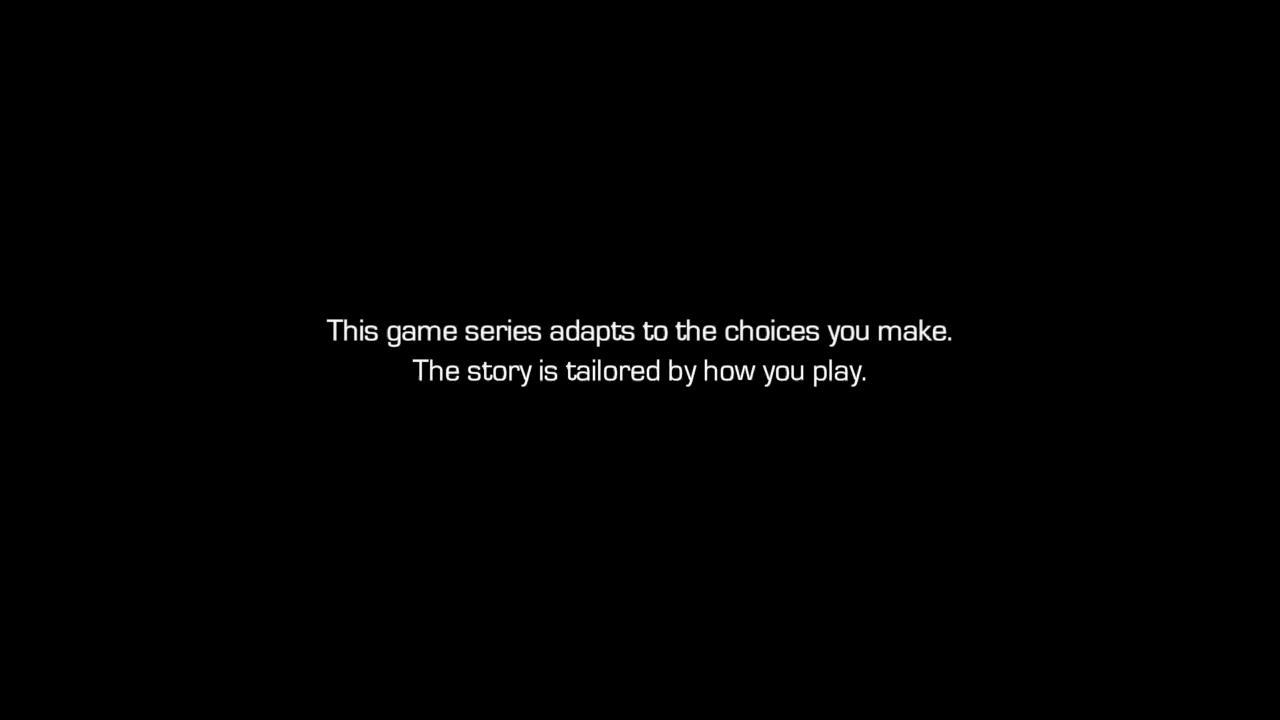 This game series adapts to the choices you make.
The story is tailored by how you play.